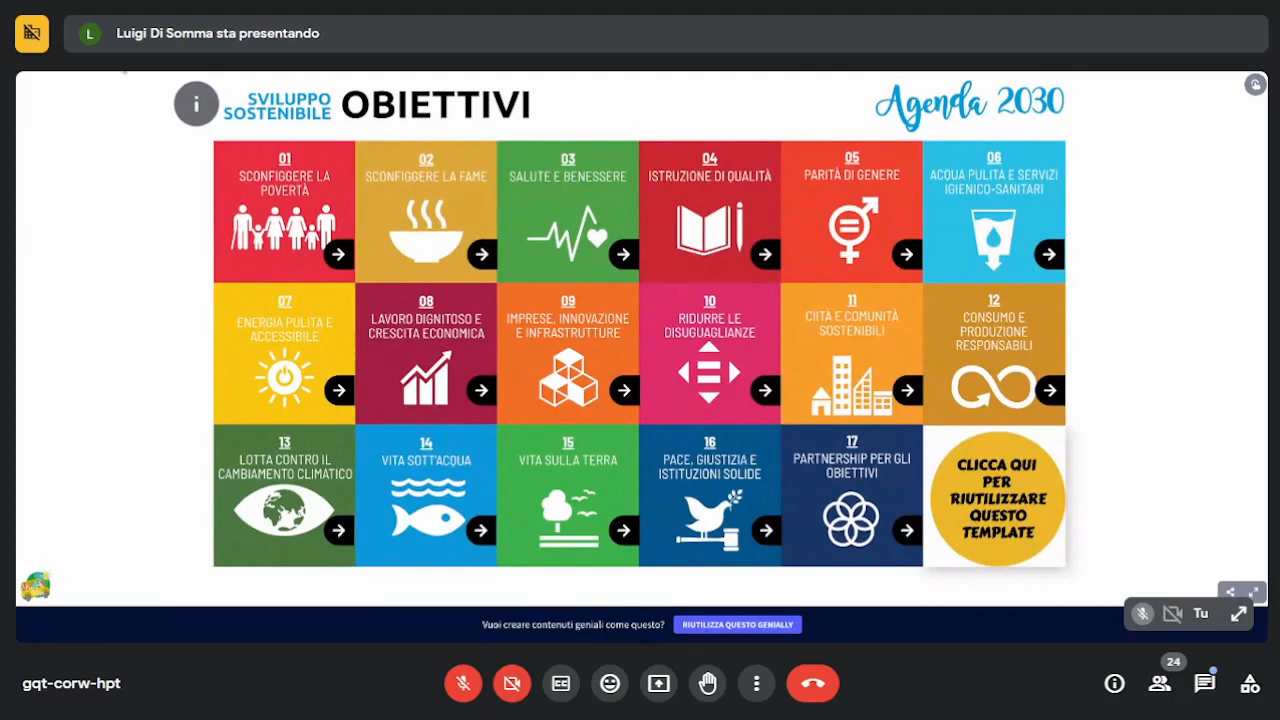 L Luigi Di Somma sta presentando
i SVILUPPO SOSTENIBILE OBIETTIVI Agenda 2030
01
SCONFIGGERE LA
POVERTÀ
02
SCONFIGGERE LA FAME
03
SALUTE E BENESSERE
04
ISTRUZIONE DI QUALITÀ
05
PARITÀ DI GENERE
06
ACQUA PULITA E SERVIZI
IGIENICO-SANITARI
07
ENERGIA PULITA E
ACCESSIBILE
08
LAVORO DIGNITOSO E
CRESCITA ECONOMICA
09
IMPRESE, INNOVAZIONE
E INFRASTRUTTURE
10
RIDURRE LE
DISUGUAGLIANZE
11
CIITÀ E COMUNITÀ
SOSTENIBILI
12
CONSUMO E
PRODUZIONE
RESPONSABILI
13
LOTTA CONTRO IL
CAMBIAMENTO CLIMATICO
14
VITA SOTT'ACQUA
15
VITA SULLA TERRA
16
PACE, GIUSTIZIA E
ISTITUZIONI SOLIDE
17
PARTNERSHIP PER GLI
OBIETTIVI
CLICCA QUI
PER
RIUTILIZZARE
QUESTO
TEMPLATE
Tu
Vuoi creare contenuti geniali come questo? RIUTILIZZA QUESTO GENIALLY
gqt-corw-hpt
24